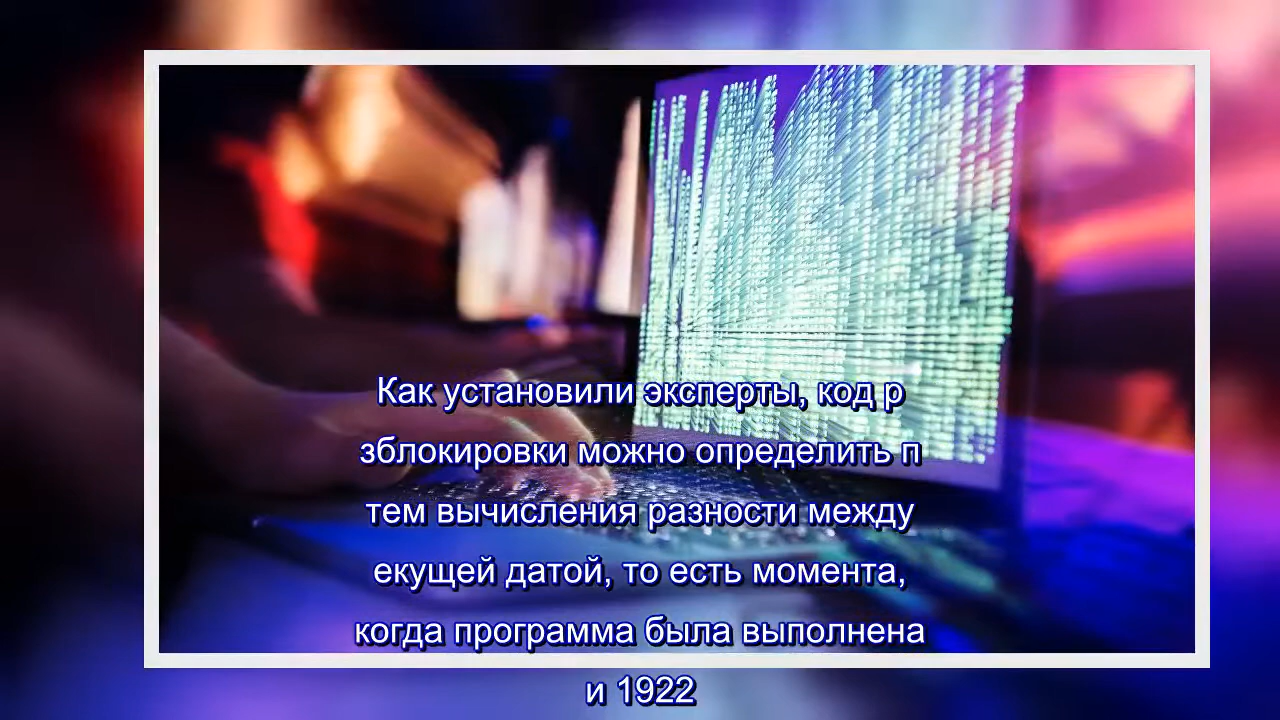 Как установили эксперты, код р
зблокировки можно определить п
тем вычисления разности между
екущей датой, то есть момента,
когда программа была выполнена
и 1922